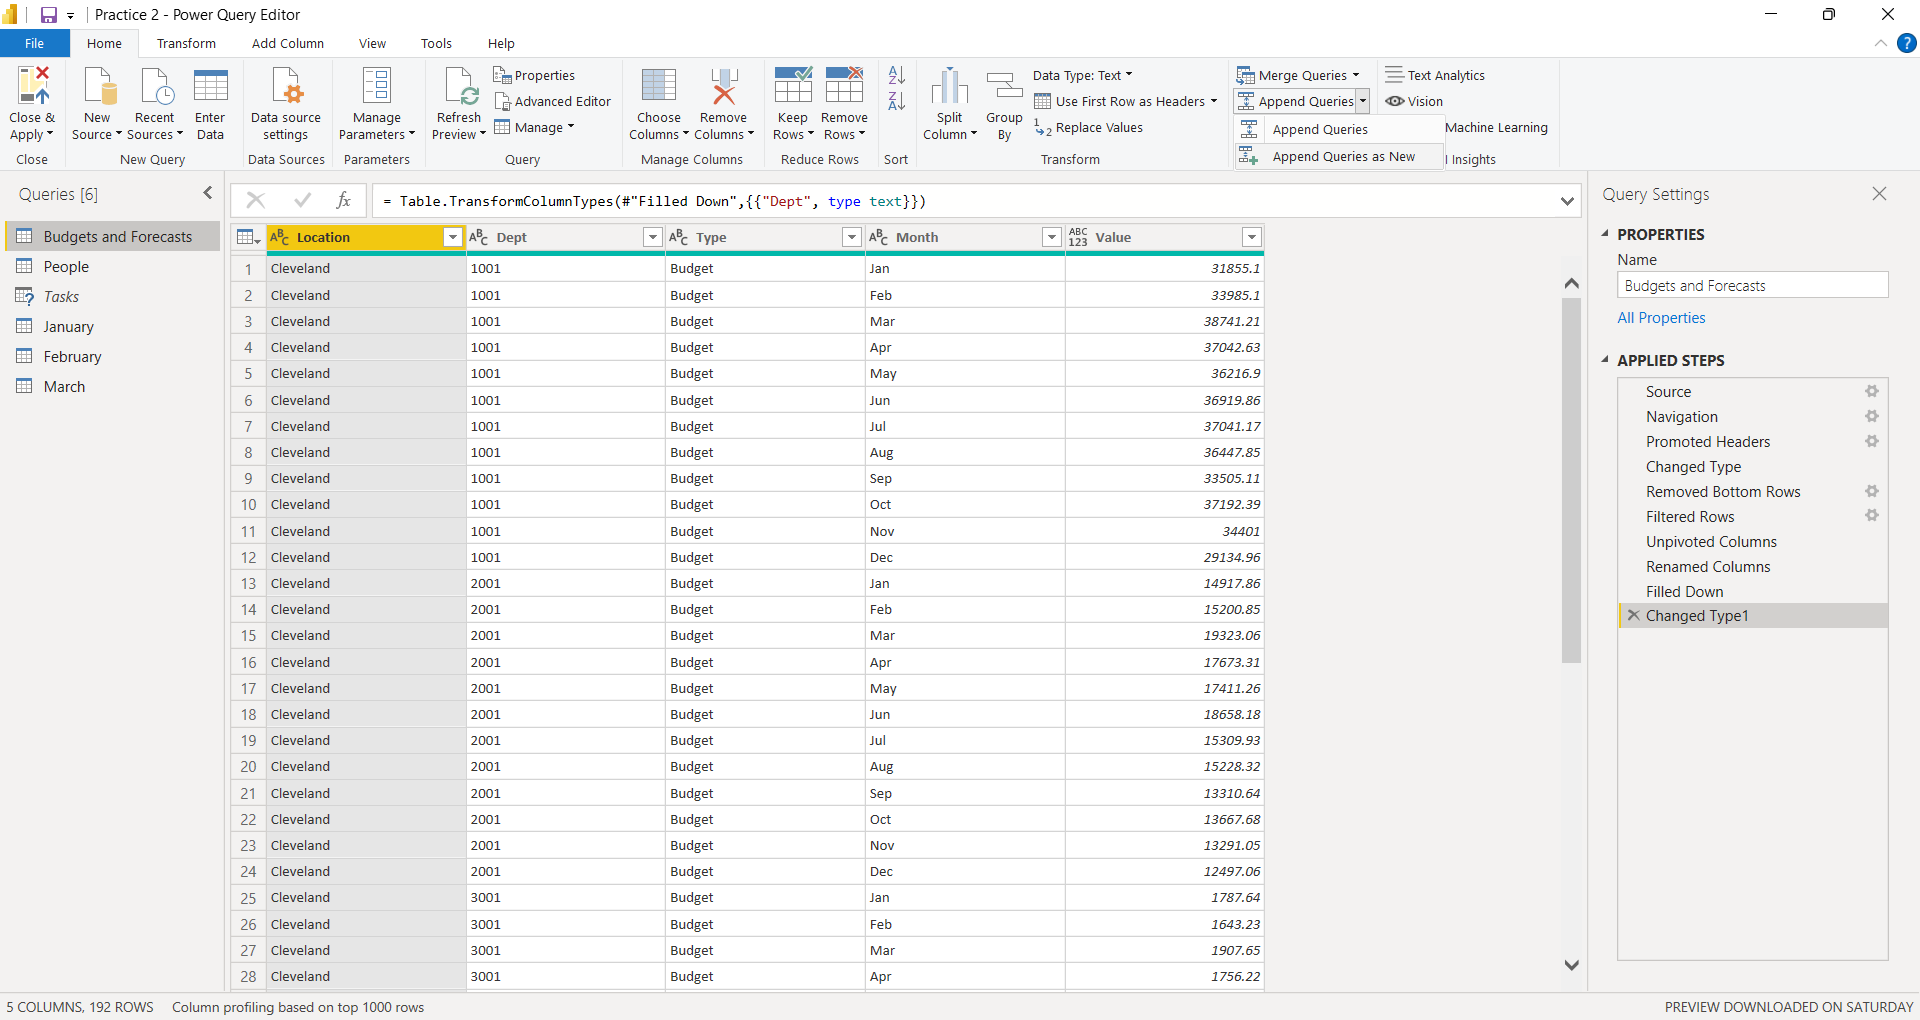 Practice 2 - Power Query Editor
File Home Transform Add Column View Tools Help
Close & Apply
Close
New Source
Recent Sources
Enter Data
New Query
Data source settings
Data Sources
Manage Parameters
Parameters
Refresh Preview
Properties
Advanced Editor
Manage
Query
Choose Columns
Remove Columns
Manage Columns
Keep Rows
Remove Rows
Reduce Rows
Sort
Split Column
Group By
Data Type: Text
Use First Row as Headers
Replace Values
Transform
Merge Queries
Append Queries
Append Queries
Append Queries as New
Text Analytics
Vision
Machine Learning
I Insights
Queries [6]
Budgets and Forecasts
People
Tasks
January
February
March
fx = Table.TransformColumnTypes(#"Filled Down",{{"Dept", type text}})
Location Dept Type Month Value
1 Cleveland 1001 Budget Jan 31855.1
2 Cleveland 1001 Budget Feb 33985.1
3 Cleveland 1001 Budget Mar 38741.21
4 Cleveland 1001 Budget Apr 37042.63
5 Cleveland 1001 Budget May 36216.9
6 Cleveland 1001 Budget Jun 36919.86
7 Cleveland 1001 Budget Jul 37041.17
8 Cleveland 1001 Budget Aug 36447.85
9 Cleveland 1001 Budget Sep 33505.11
10 Cleveland 1001 Budget Oct 37192.39
11 Cleveland 1001 Budget Nov 34401
12 Cleveland 1001 Budget Dec 29134.96
13 Cleveland 2001 Budget Jan 14917.86
14 Cleveland 2001 Budget Feb 15200.85
15 Cleveland 2001 Budget Mar 19323.06
16 Cleveland 2001 Budget Apr 17673.31
17 Cleveland 2001 Budget May 17411.26
18 Cleveland 2001 Budget Jun 18658.18
19 Cleveland 2001 Budget Jul 15309.93
20 Cleveland 2001 Budget Aug 15228.32
21 Cleveland 2001 Budget Sep 13310.64
22 Cleveland 2001 Budget Oct 13667.68
23 Cleveland 2001 Budget Nov 13291.05
24 Cleveland 2001 Budget Dec 12497.06
25 Cleveland 3001 Budget Jan 1787.64
26 Cleveland 3001 Budget Feb 1643.23
27 Cleveland 3001 Budget Mar 1907.65
28 Cleveland 3001 Budget Apr 1756.22
Query Settings
PROPERTIES
Name
Budgets and Forecasts
All Properties
APPLIED STEPS
Source
Navigation
Promoted Headers
Changed Type
Removed Bottom Rows
Filtered Rows
Unpivoted Columns
Renamed Columns
Filled Down
Changed Type1
5 COLUMNS, 192 ROWS Column profiling based on top 1000 rows
PREVIEW DOWNLOADED ON SATURDAY